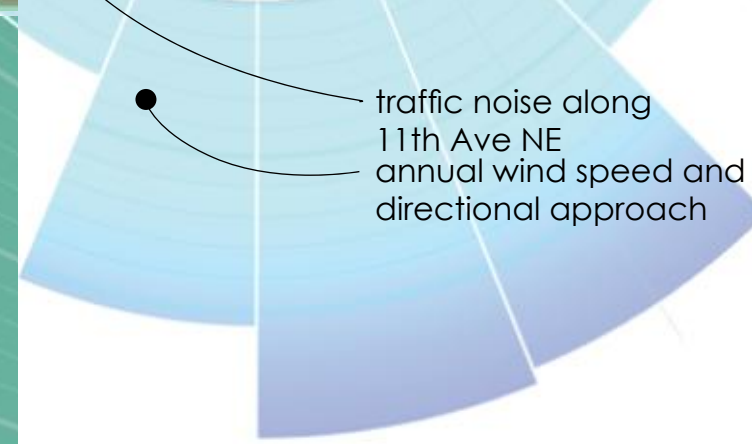 traffic noise along
11th Ave NE
annual wind speed and
directional approach